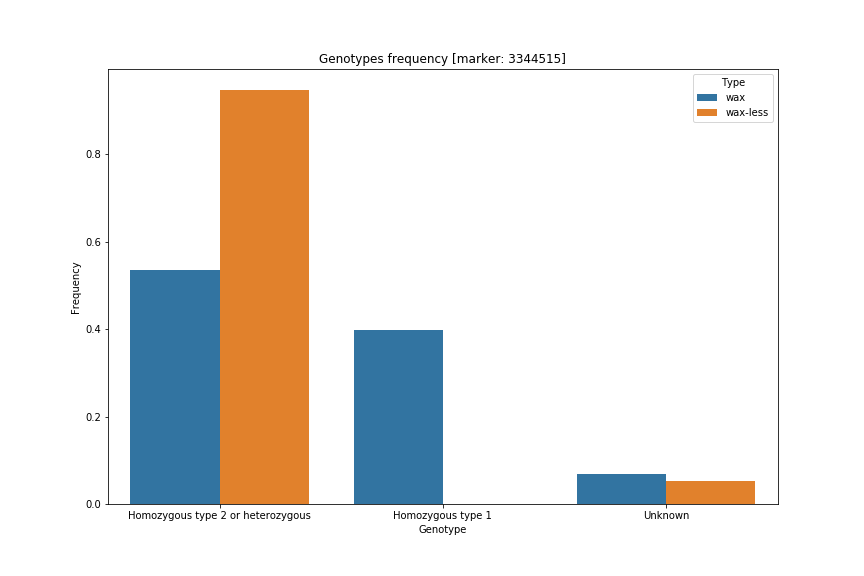 Genotypes frequency [marker: 3344515]
Type
wax
wax-less
0.8
0.6
0.4
0.2
0.0
Frequency
Homozygous type 2 or heterozygous
Homozygous type 1
Unknown
Genotype